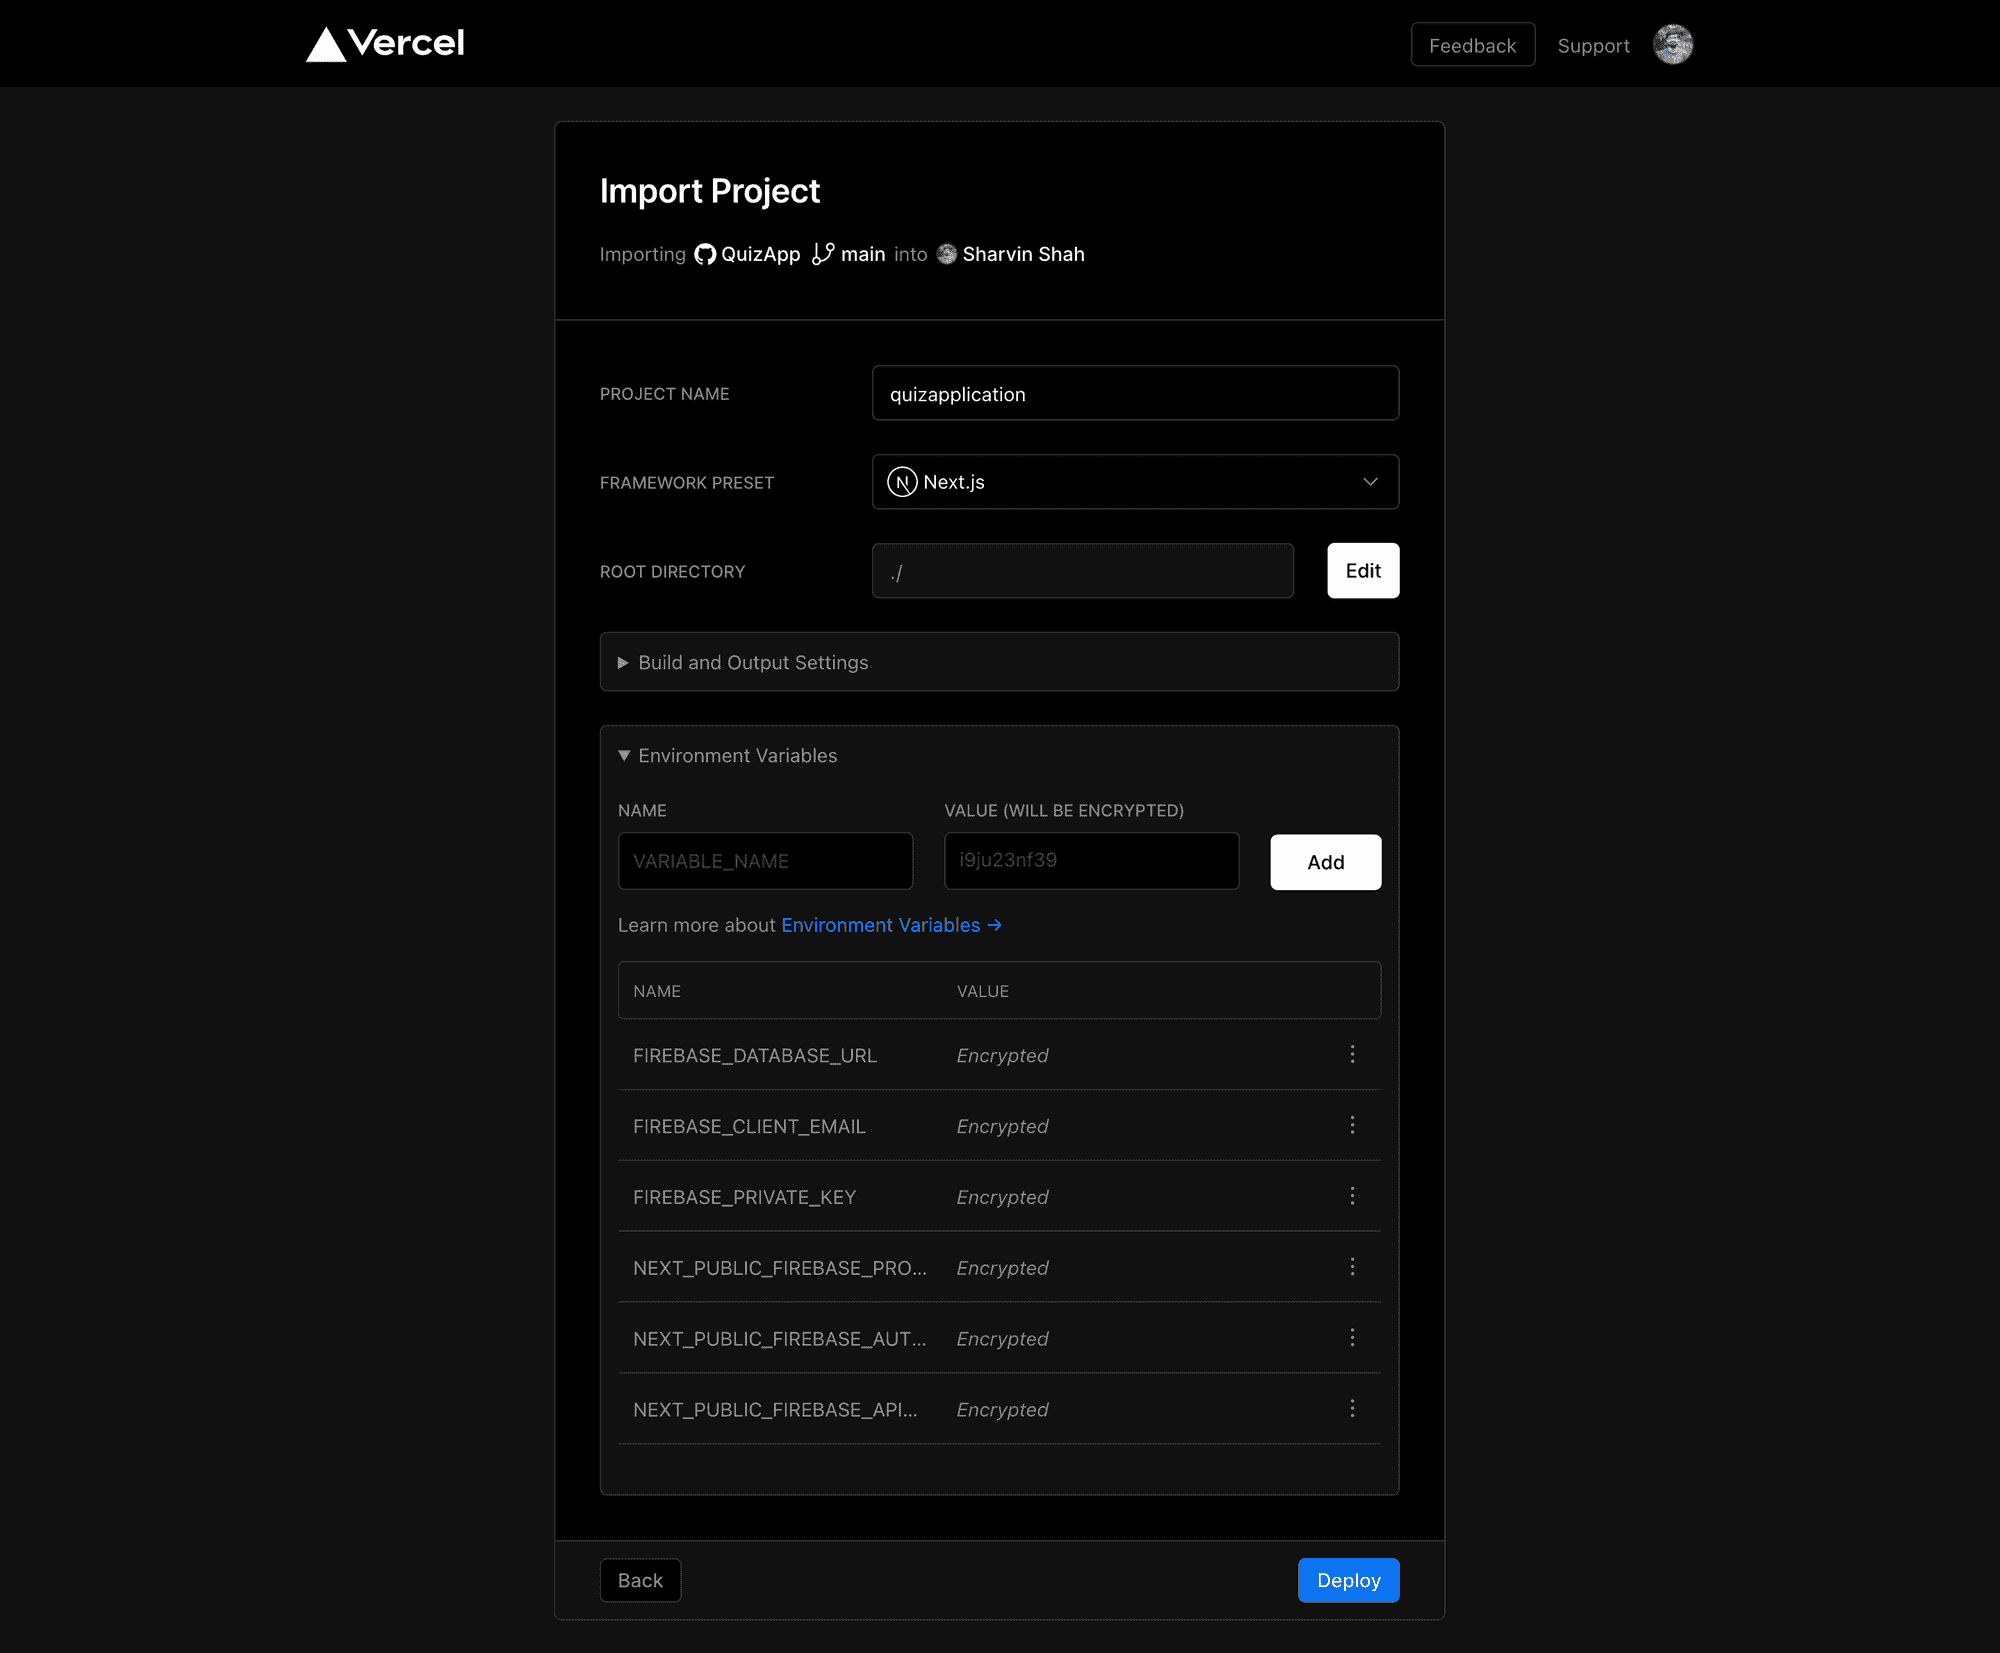 Vercel
Feedback Support
Import Project
Importing QuizApp main into Sharvin Shah
PROJECT NAME
quizapplication
FRAMEWORK PRESET
N Next.js
ROOT DIRECTORY
./
Edit
Build and Output Settings
Environment Variables
NAME VALUE (WILL BE ENCRYPTED)
VARIABLE_NAME i9ju23nf39 Add
Learn more about Environment Variables →
NAME VALUE
FIREBASE_DATABASE_URL Encrypted
FIREBASE_CLIENT_EMAIL Encrypted
FIREBASE_PRIVATE_KEY Encrypted
NEXT_PUBLIC_FIREBASE_PRO... Encrypted
NEXT_PUBLIC_FIREBASE_AUT... Encrypted
NEXT_PUBLIC_FIREBASE_API... Encrypted
Back Deploy